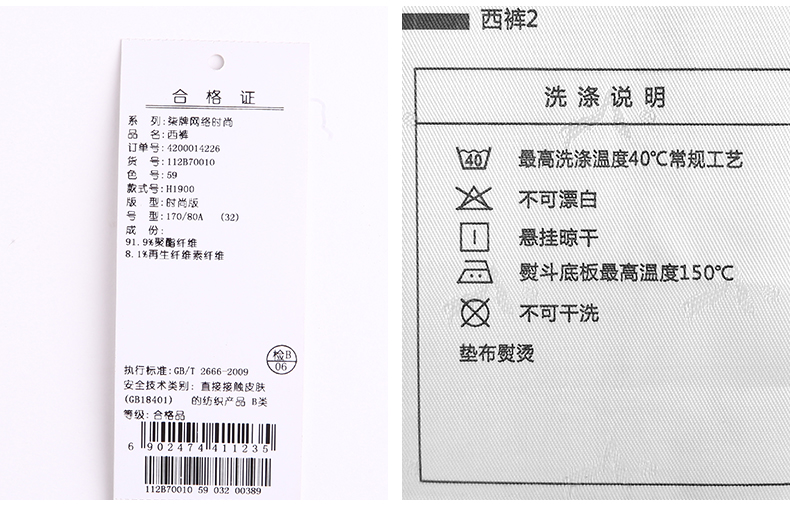 合格证
系 列:柒牌网络时尚
品 名:西裤
订单号:4200014226
货 号:112B70010
色 号:59
款式号:H1900
版 型:时尚版
号 型:170/80A (32)
成 份:
91.9%聚酯纤维
8.1%再生纤维素纤维
检B
06
执行标准:GB/T 2666-2009
安全技术类别: 直接接触皮肤
(GB18401) 的纺织产品 B类
等级:合格品
6 902474 411235
112B70010 59 032 00389
西裤2
洗涤说明
40 最高洗涤温度40℃常规工艺
不可漂白
悬挂晾干
熨斗底板最高温度150℃
不可干洗
垫布熨烫